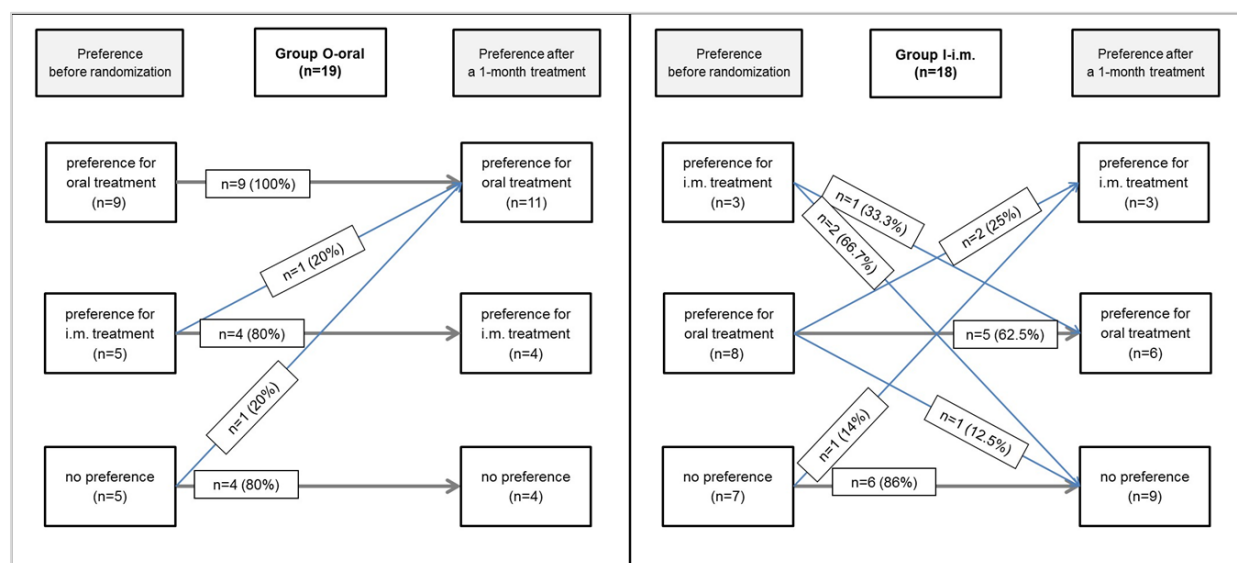 Preference
before randomization
Group O-oral
(n=19)
Preference after
a 1-month treatment
preference for
oral treatment
(n=9)
n=9 (100%)
preference for
oral treatment
(n=11)
n=1 (20%)
preference for
i.m. treatment
(n=5)
n=4 (80%)
preference for
i.m. treatment
(n=4)
n=1 (20%)
no preference
(n=5)
n=4 (80%)
no preference
(n=4)
Preference
before randomization
Group I-i.m.
(n=18)
Preference after
a 1-month treatment
preference for
i.m. treatment
(n=3)
n=1 (33.3%)
n=2 (66.7%)
n=2 (25%)
preference for
i.m. treatment
(n=3)
preference for
oral treatment
(n=8)
n=5 (62.5%)
preference for
oral treatment
(n=6)
n=1 (14%)
n=1 (12.5%)
no preference
(n=7)
n=6 (86%)
no preference
(n=9)